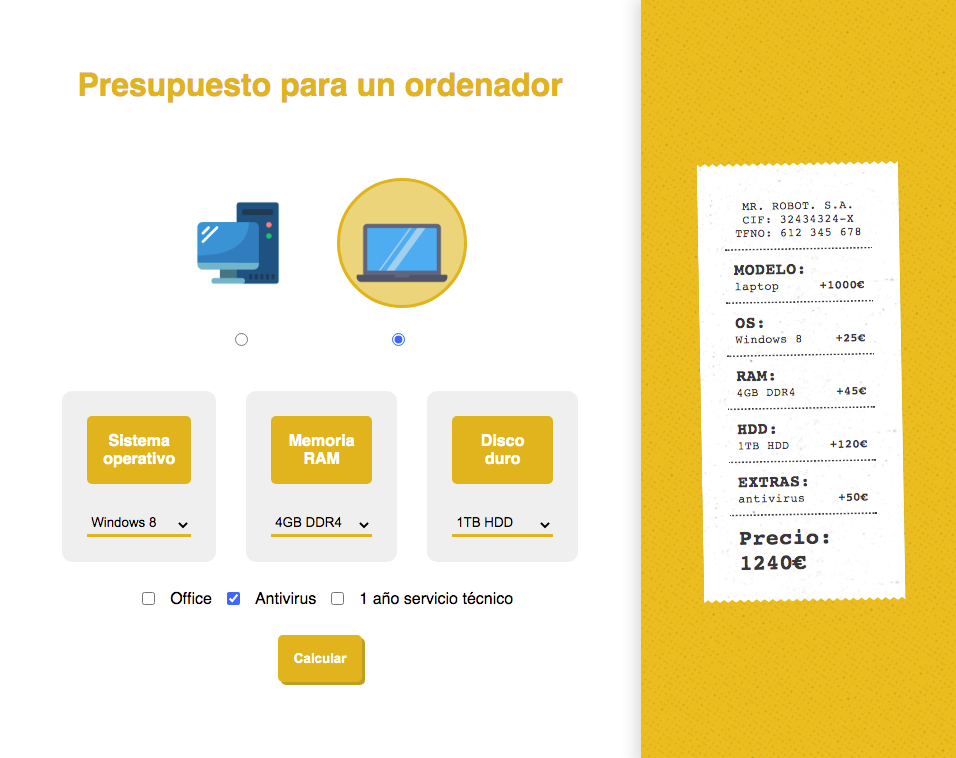 Presupuesto para un ordenador
Sistema
operativo
Memoria
RAM
Disco
duro
Windows 8
4GB DDR4
1TB HDD
Office
Antivirus
1 año servicio técnico
Calcular
MR. ROBOT. S.A.
CIF: 32434324-X
TFNO: 612 345 678
MODELO:
laptop +1000€
OS:
Windows 8 +25€
RAM:
4GB DDR4 +45€
HDD:
1TB HDD +120€
EXTRAS:
antivirus +50€
Precio:
1240€